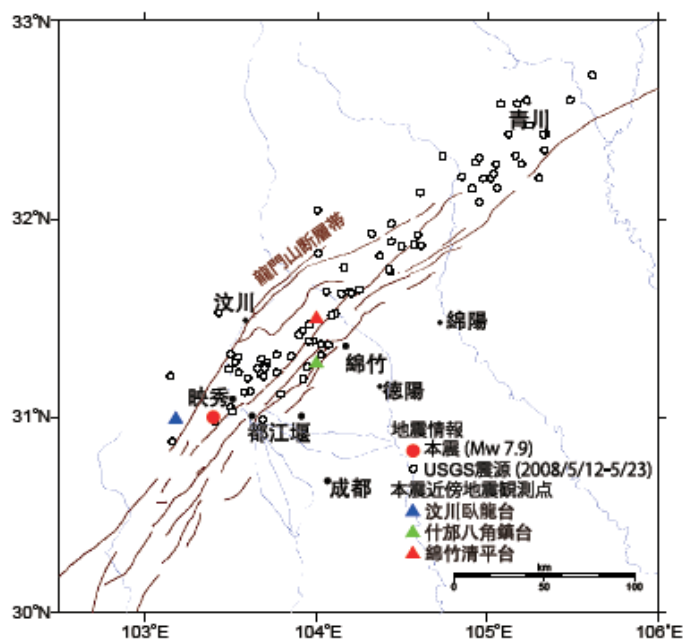 33°N
青川
32°N
龍門山断層帯
汶川
綿陽
綿竹
徳陽
映秀
31°N
都江堰
成都
地震情報
本震 (Mw 7.9)
USGS震源 (2008/5/12-5/23)
本震近傍地震観測点
汶川臥龍台
什邡八角鎮台
綿竹清平台
km
0 50 100
30°N
103°E 104°E 105°E 106°E